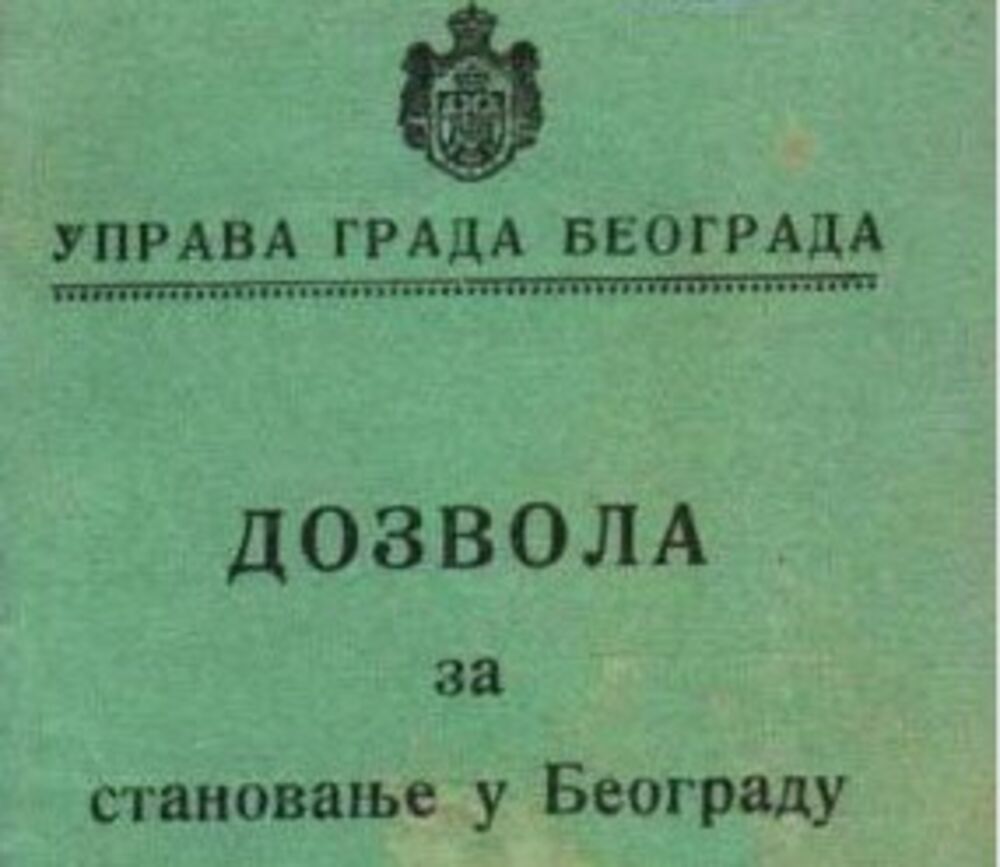 УПРАВА ГРАДА БЕОГРАДА
ДОЗВОЛА
за
становање у Београду